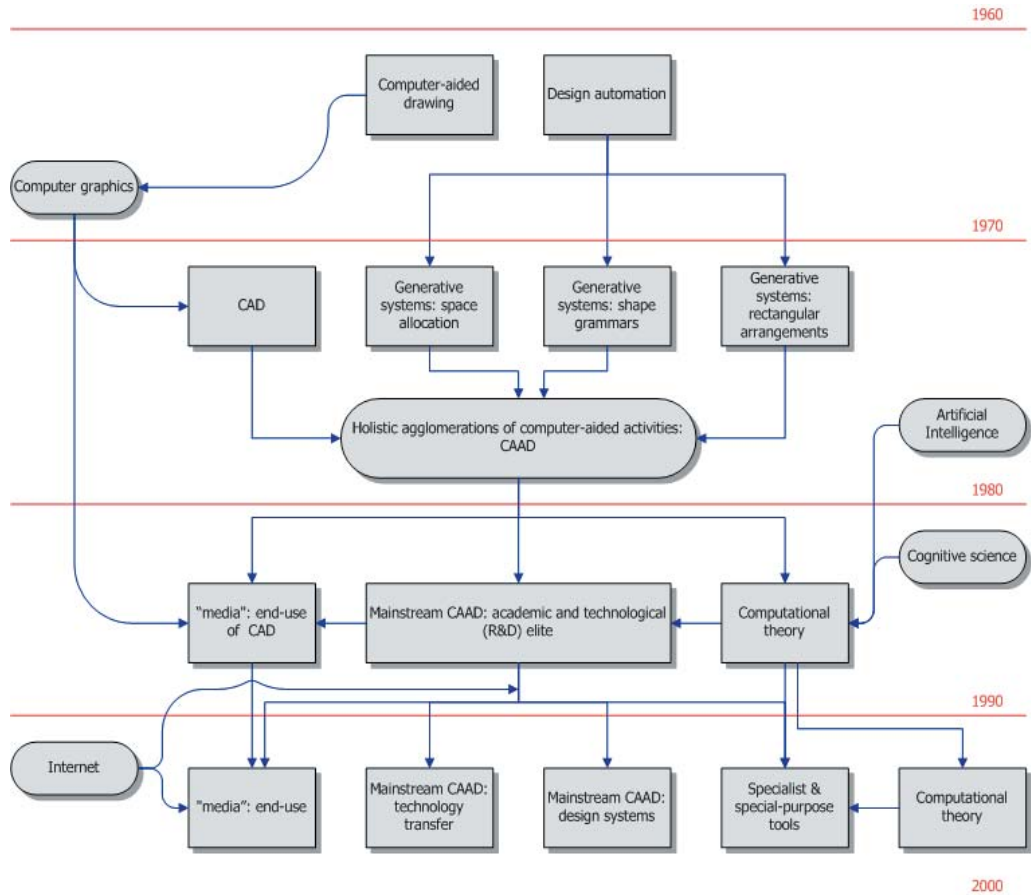 1960
Computer-aided
drawing
Design automation
Computer graphics
1970
CAD
Generative
systems: space
allocation
Generative
systems: shape
grammars
Generative
systems:
rectangular
arrangements
Holistic agglomerations of computer-aided activities:
CAAD
Artificial
Intelligence
1980
Cognitive science
"media": end-use
of CAD
Mainstream CAAD: academic and technological
(R&D) elite
Computational
theory
1990
Internet
"media": end-use
Mainstream CAAD:
technology
transfer
Mainstream CAAD:
design systems
Specialist &
special-purpose
tools
Computational
theory
2000